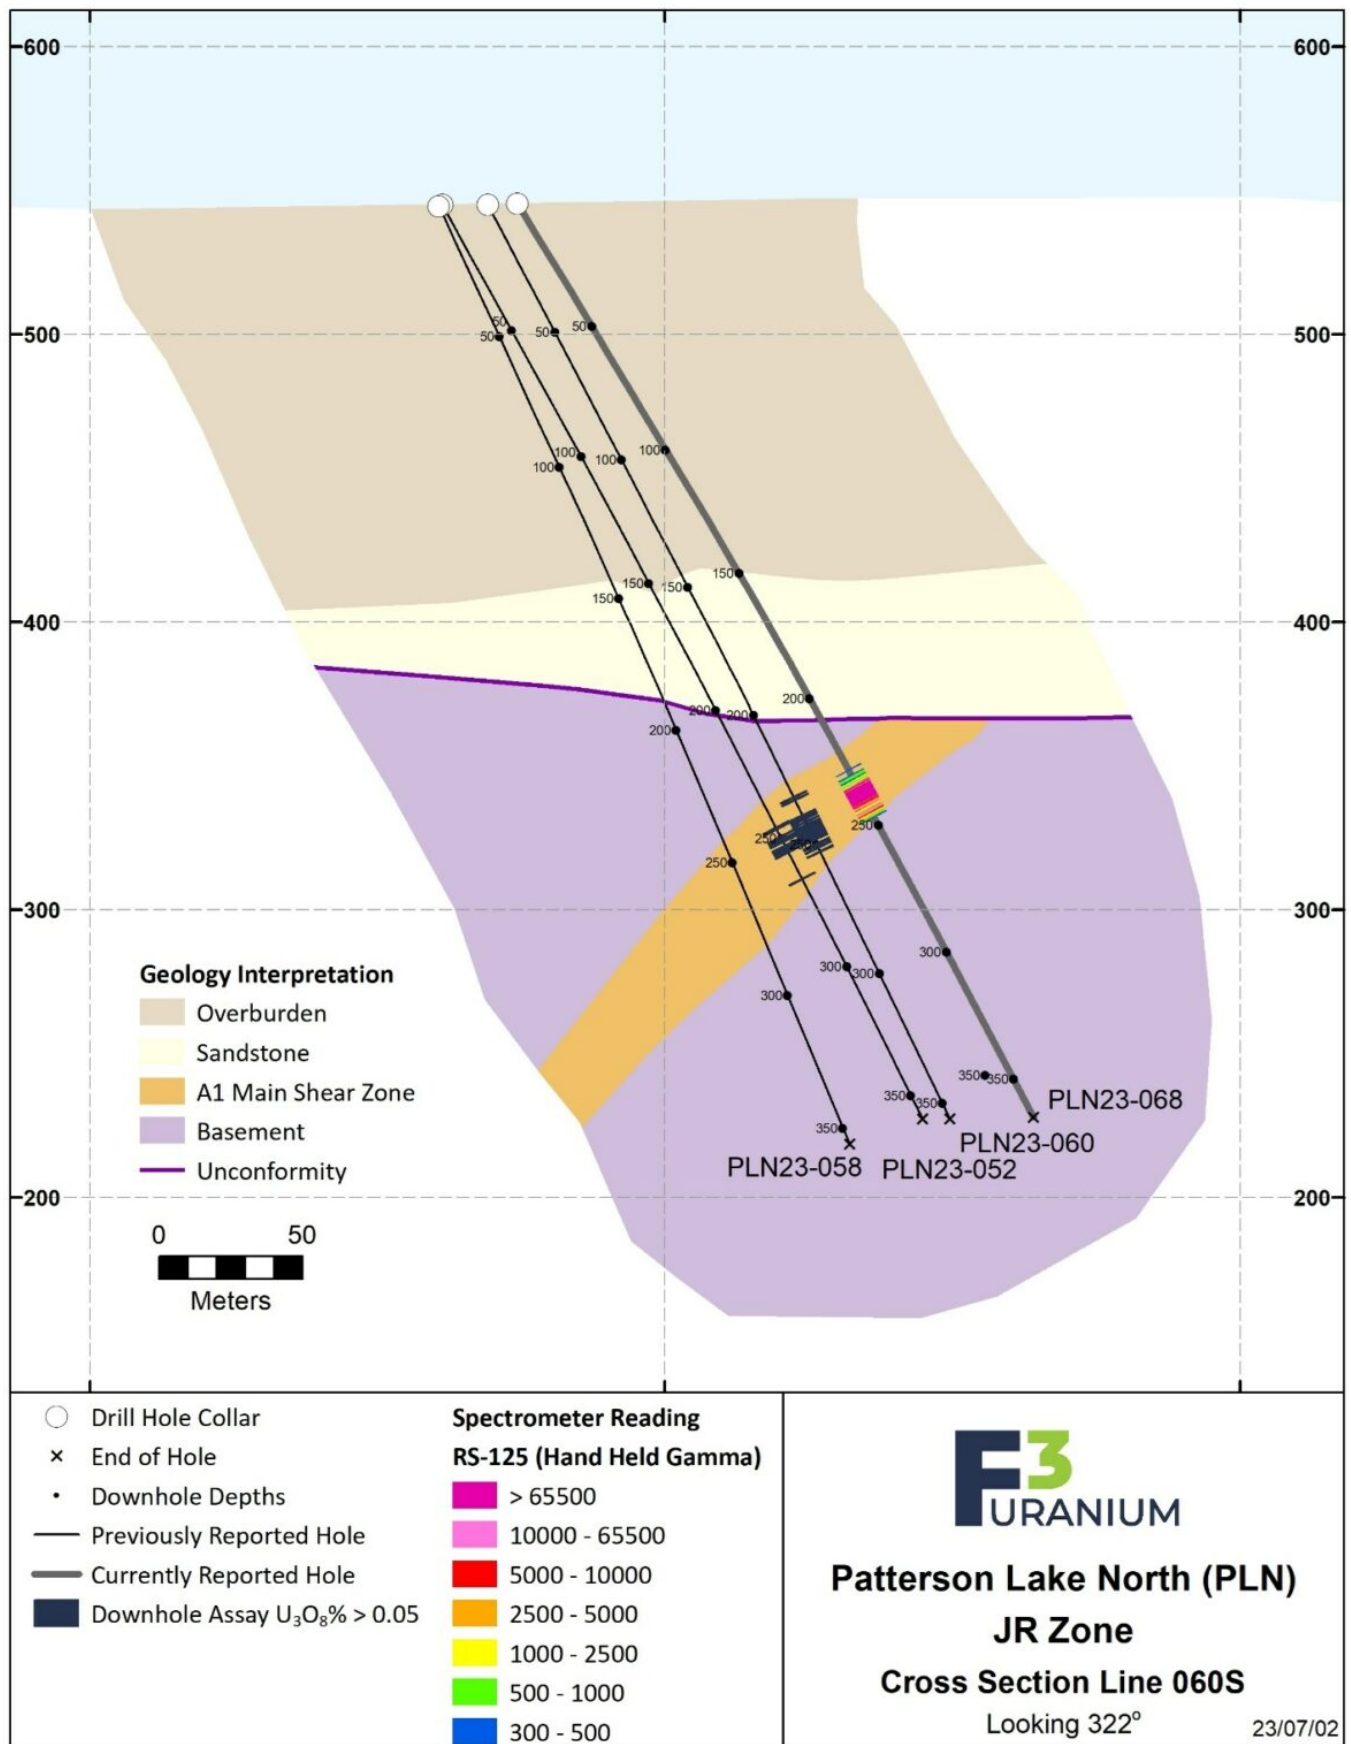 600 600
500 500
400 400
300 300
200 200
50 50 50 50
100 100 100 100
150 150 150 150
200 200 200 200
250 250 250 250
300 300 300 300
350 350 350 350 350
PLN23-068
PLN23-060
PLN23-058 PLN23-052
Geology Interpretation
Overburden
Sandstone
A1 Main Shear Zone
Basement
Unconformity
0 50
Meters
Drill Hole Collar
End of Hole
Downhole Depths
Previously Reported Hole
Currently Reported Hole
Downhole Assay U₃O₈% > 0.05
Spectrometer Reading
RS-125 (Hand Held Gamma)
> 65500
10000 - 65500
5000 - 10000
2500 - 5000
1000 - 2500
500 - 1000
300 - 500
F3
URANIUM
Patterson Lake North (PLN)
JR Zone
Cross Section Line 060S
Looking 322°
23/07/02